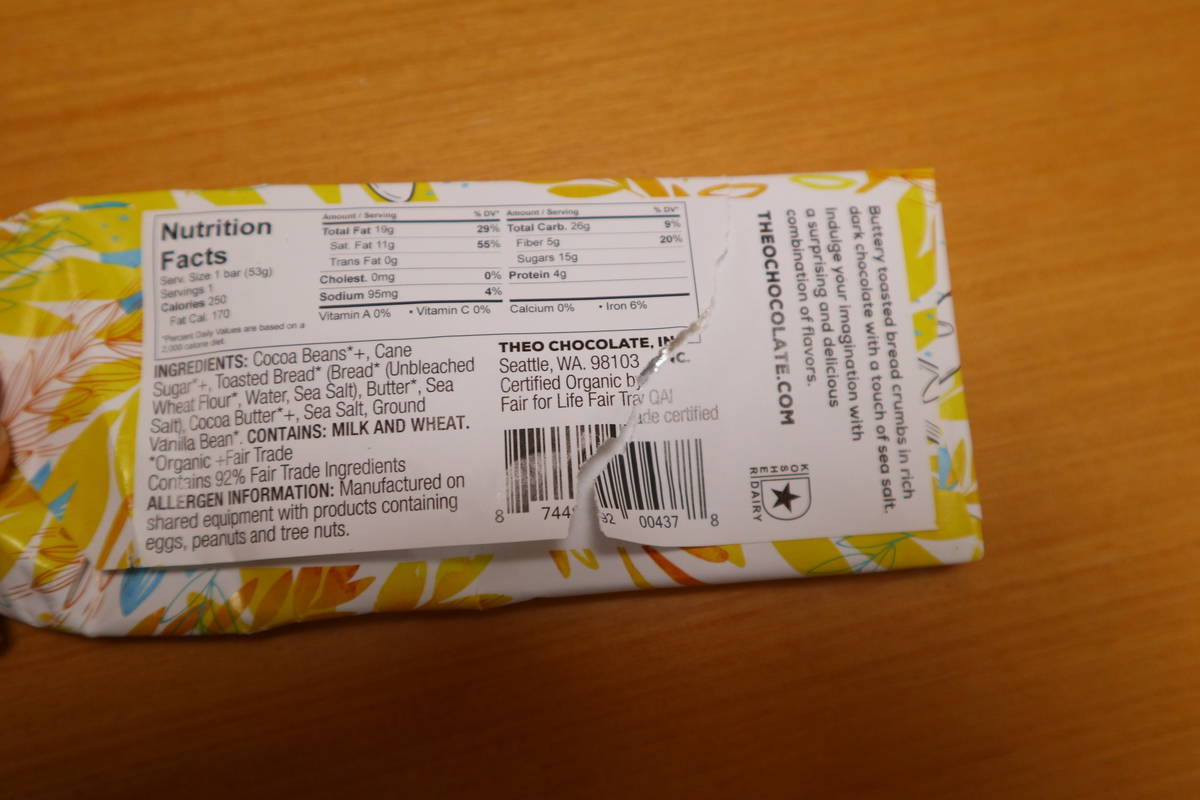 Nutrition
Facts
Serv. Size 1 bar (53g)
Servings 1
Calories 250
Fat Cal. 170
*Percent Daily Values are based on a
2,000 calorie diet.
Amount / Serving % DV*
Total Fat 19g 29%
Sat. Fat 11g 55%
Trans Fat 0g
Cholest. 0mg 0%
Sodium 95mg 4%
Amount / Serving % DV*
Total Carb. 26g 9%
Fiber 5g 20%
Sugars 15g
Protein 4g
Vitamin A 0% • Vitamin C 0% Calcium 0% • Iron 6%
INGREDIENTS: Cocoa Beans*+, Cane
Sugar*+, Toasted Bread* (Bread* (Unbleached
Wheat Flour*, Water, Sea Salt), Butter*, Sea
Salt), Cocoa Butter*+, Sea Salt, Ground
Vanilla Bean*. CONTAINS: MILK AND WHEAT.
*Organic +Fair Trade
Contains 92% Fair Trade Ingredients
ALLERGEN INFORMATION: Manufactured on
shared equipment with products containing
eggs, peanuts and tree nuts.
THEO CHOCOLATE, INC.
Seattle, WA. 98103
Certified Organic by QAI
Fair for Life Fair Trade certified
8 744 92 00437 8
Buttery toasted bread crumbs in rich
dark chocolate with a touch of sea salt.
Indulge your imagination with
a surprising and delicious
combination of flavors.
THEOCHOCOLATE.COM
KOSHER
DAIRY